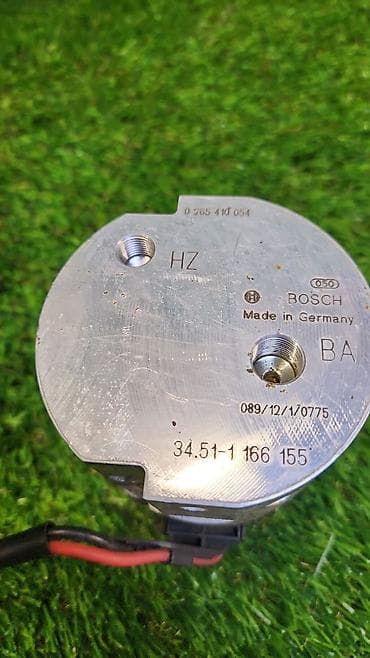 0 265 410 054
HZ
050
BOSCH
Made in Germany
BA
089/12/1/0775
34.51-1 166 155